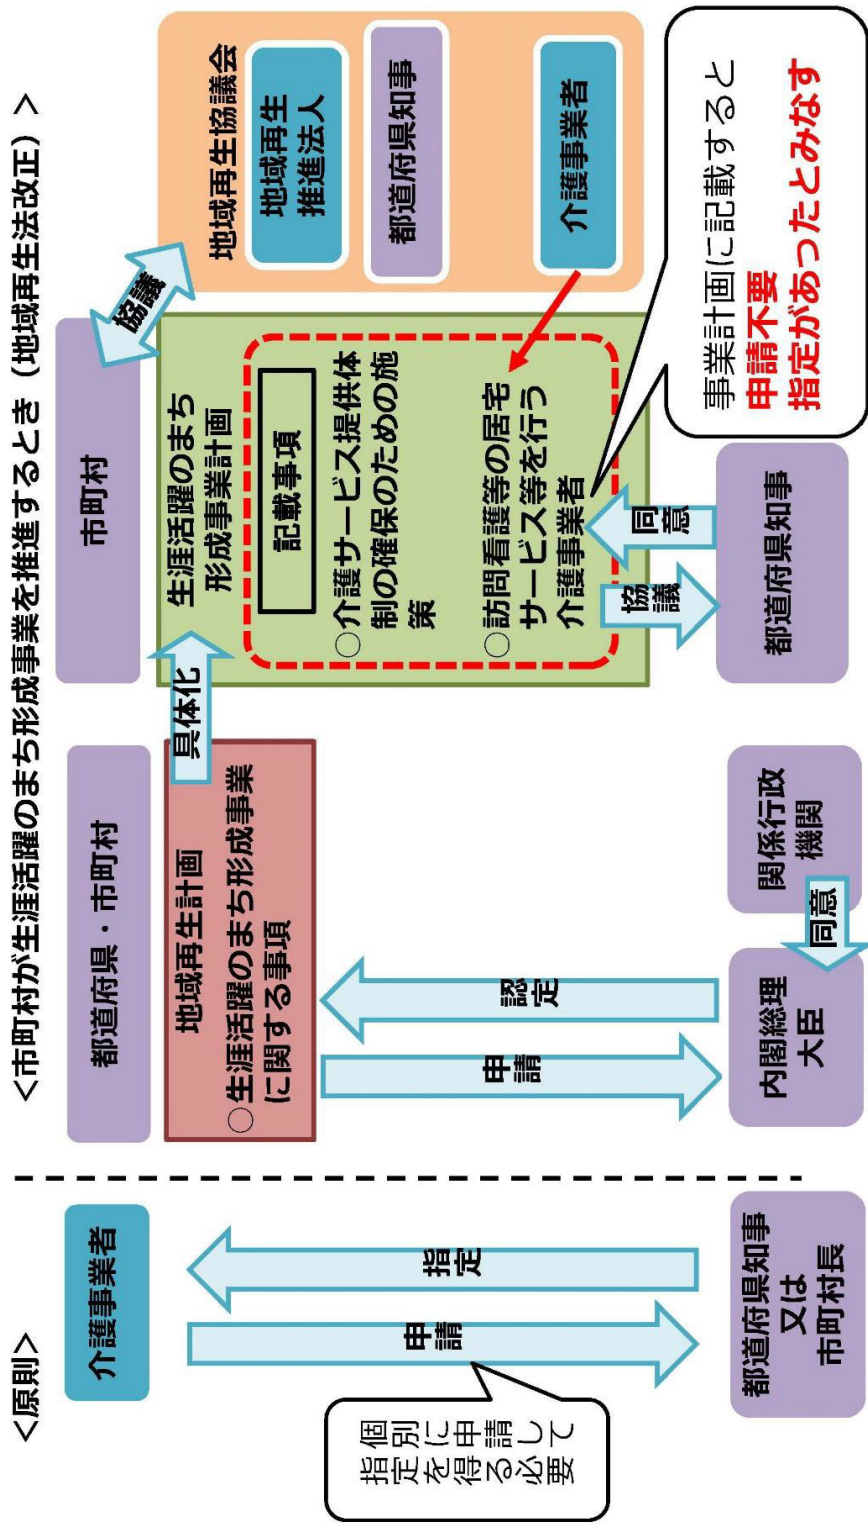 <原則>
介護事業者
申請
指定
個別に申請して
指定を得る必要
都道府県知事
又は
市町村長
<市町村が生涯活躍のまち形成事業を推進するとき（地域再生法改正）>
都道府県・市町村
地域再生計画
○生涯活躍のまち形成事業
に関する事項
申請
認定
内閣総理
大臣
同意
関係行政
機関
具体化
市町村
生涯活躍のまち
形成事業計画
記載事項
○介護サービス提供体
制の確保のための施
策
○訪問看護等の居宅
サービス等を行う
介護事業者
協議
同意
都道府県知事
協議
地域再生協議会
地域再生
推進法人
都道府県知事
介護事業者
事業計画に記載すると
申請不要
指定があったとみなす